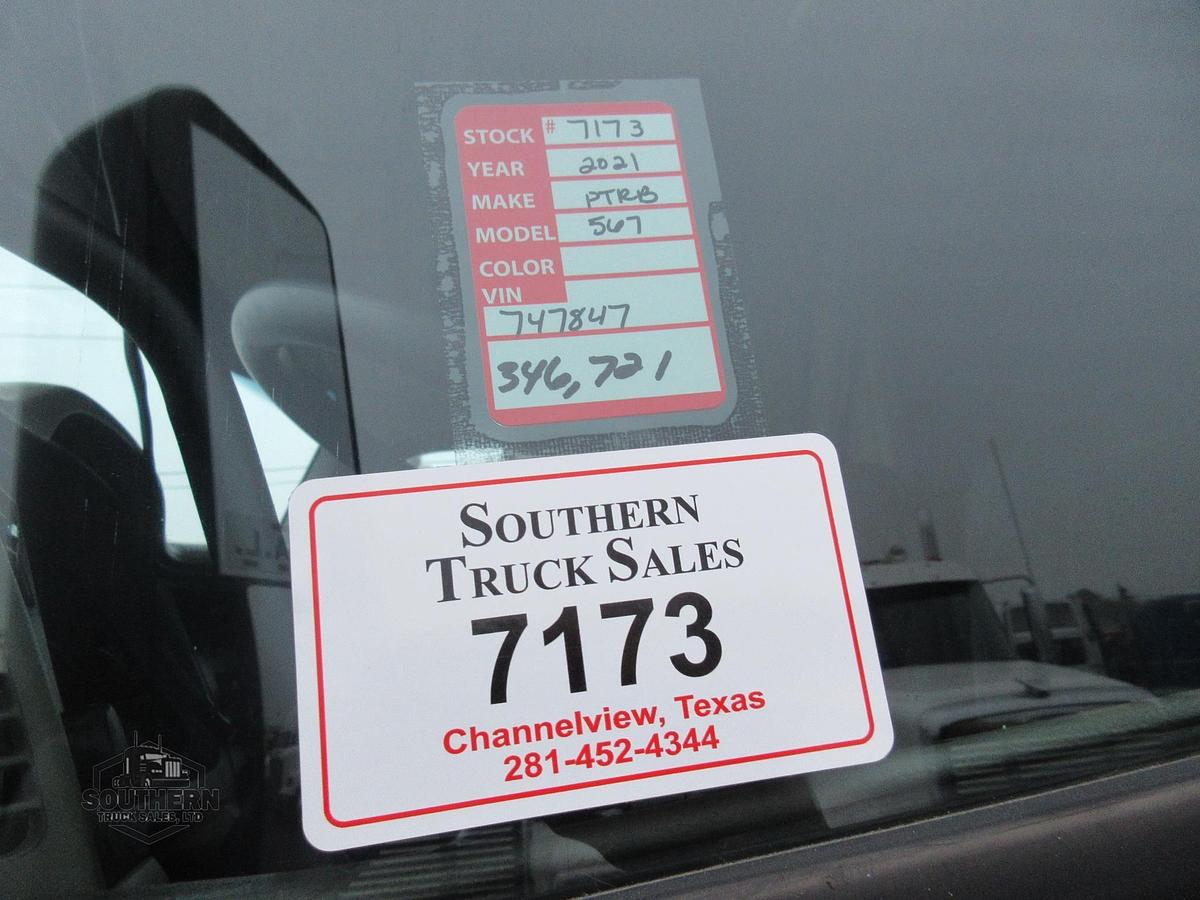 STOCK # 7173
YEAR 2021
MAKE PTRB
MODEL 567
COLOR
VIN
747847
346,721
SOUTHERN
TRUCK SALES
7173
Channelview, Texas
281-452-4344
SOUTHERN
TRUCK SALES, LTD